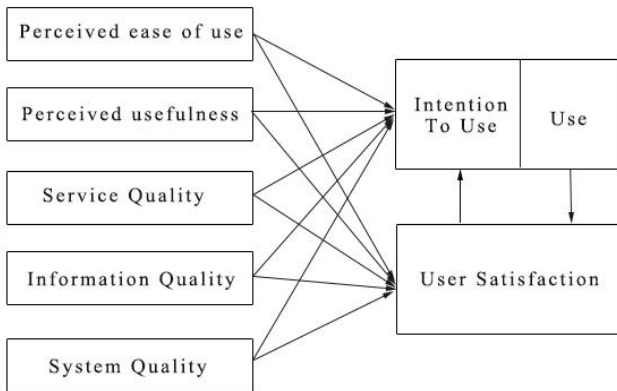 Perceived ease of use
Perceived usefulness
Service Quality
Information Quality
System Quality
Intention
To Use
Use
User Satisfaction